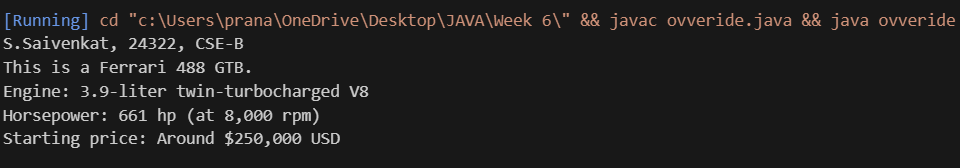 [Running] cd "c:\Users\prana\OneDrive\Desktop\JAVA\Week 6\" && javac ovveride.java && java ovveride
S.Saivenkat, 24322, CSE-B
This is a Ferrari 488 GTB.
Engine: 3.9-liter twin-turbocharged V8
Horsepower: 661 hp (at 8,000 rpm)
Starting price: Around $250,000 USD